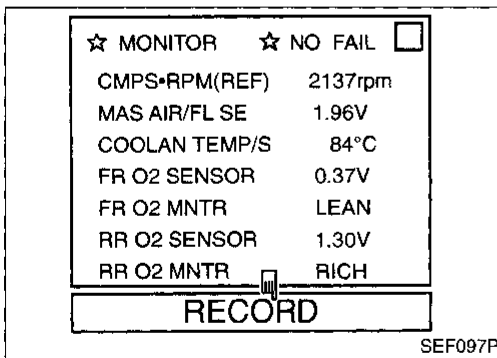 ☆ MONITOR ☆ NO FAIL
CMPS•RPM(REF) 2137rpm
MAS AIR/FL SE 1.96V
COOLAN TEMP/S 84°C
FR O2 SENSOR 0.37V
FR O2 MNTR LEAN
RR O2 SENSOR 1.30V
RR O2 MNTR RICH
RECORD
SEF097P